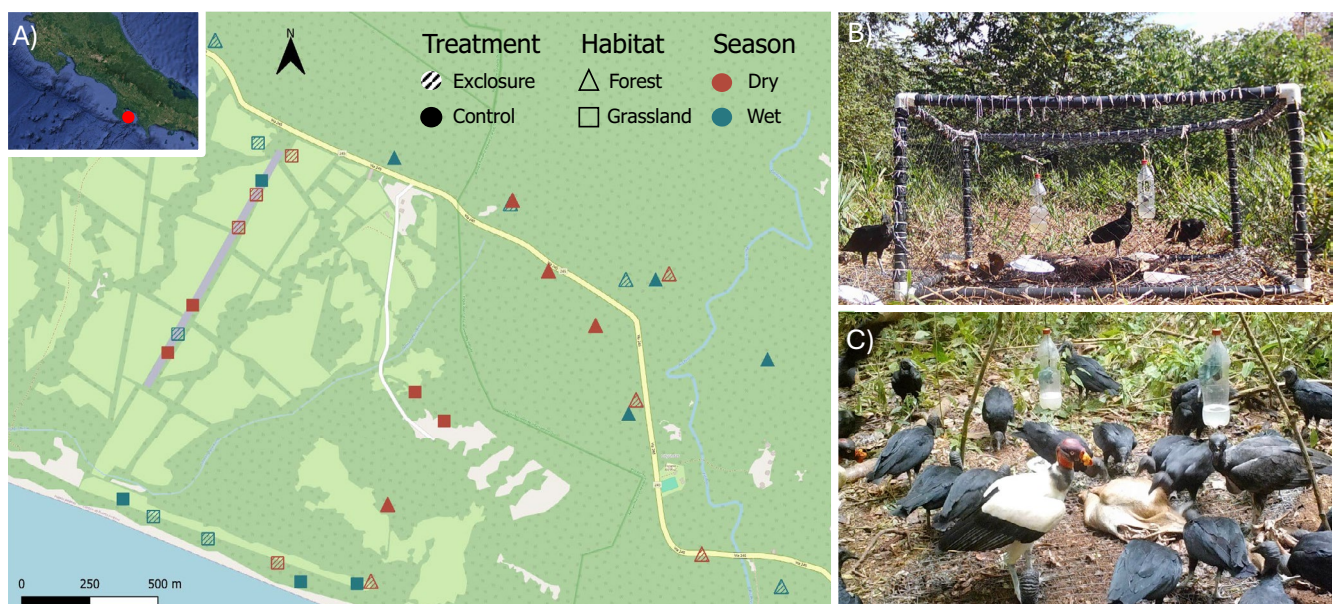 A)
N
Treatment Habitat Season
Exclosure Forest Dry
Control Grassland Wet
0 250 500 m
B)
C)